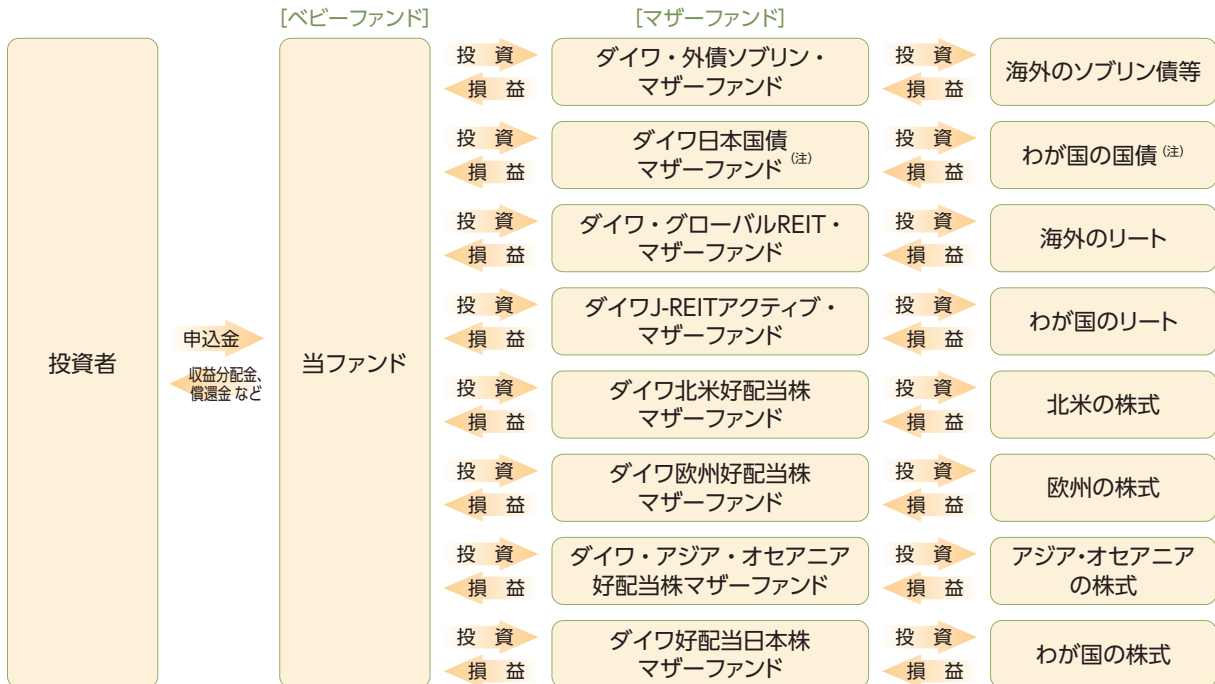 [ベビーファンド]
[マザーファンド]
投資者
申込金
収益分配金、
償還金 など
当ファンド
投 資
損 益
ダイワ・外債ソブリン・
マザーファンド
投 資
損 益
海外のソブリン債等
投 資
損 益
ダイワ日本国債
マザーファンド(注)
投 資
損 益
わが国の国債(注)
投 資
損 益
ダイワ・グローバルREIT・
マザーファンド
投 資
損 益
海外のリート
投 資
損 益
ダイワJ-REITアクティブ・
マザーファンド
投 資
損 益
わが国のリート
投 資
損 益
ダイワ北米好配当株
マザーファンド
投 資
損 益
北米の株式
投 資
損 益
ダイワ欧州好配当株
マザーファンド
投 資
損 益
欧州の株式
投 資
損 益
ダイワ・アジア・オセアニア
好配当株マザーファンド
投 資
損 益
アジア・オセアニア
の株式
投 資
損 益
ダイワ好配当日本株
マザーファンド
投 資
損 益
わが国の株式